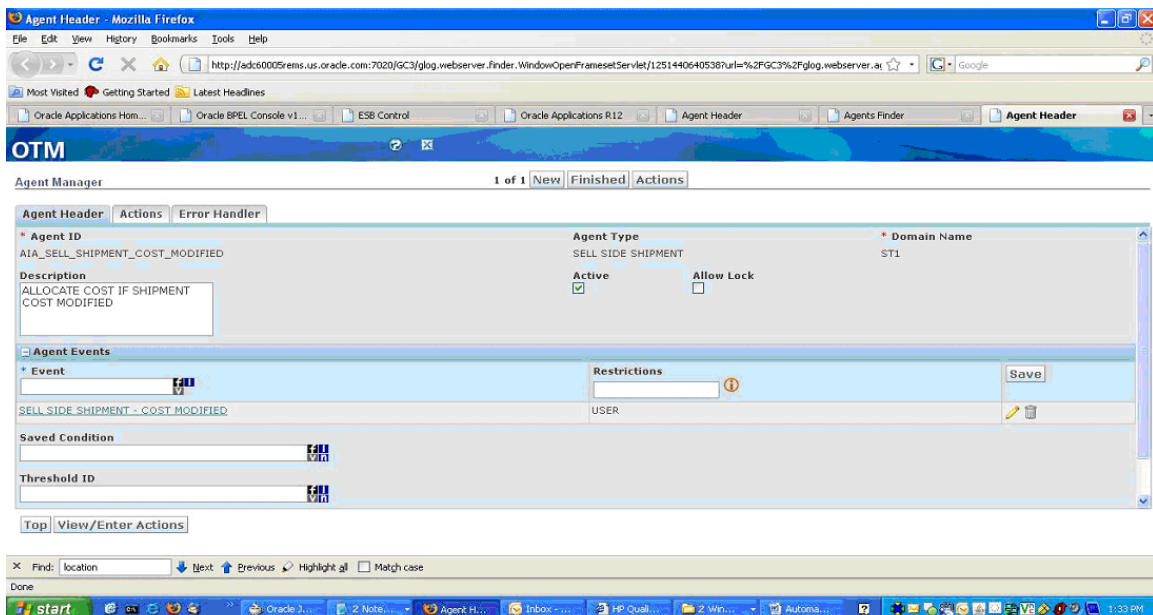 Agent Header - Mozilla Firefox
File Edit View History Bookmarks Tools Help
http://adc60005rems.us.oracle.com:7020/GC3/glog.webserver.finder.WindowOpenFramesetServlet/1251440640538?url=%2FGC3%2Fglog.webserver.ag
Google
Most Visited Getting Started Latest Headlines
Oracle Applications Hom... Oracle BPEL Console v1... ESB Control Oracle Applications R12 Agent Header Agents Finder Agent Header
OTM
Agent Manager 1 of 1 New Finished Actions
Agent Header Actions Error Handler
* Agent ID Agent Type * Domain Name
AIA_SELL_SHIPMENT_COST_MODIFIED SELL SIDE SHIPMENT ST1
Description Active Allow Lock
ALLOCATE COST IF SHIPMENT
COST MODIFIED
Agent Events
* Event Restrictions Save
SELL SIDE SHIPMENT - COST MODIFIED USER
Saved Condition
Threshold ID
Top View/Enter Actions
× Find: location Next Previous Highlight all Match case
Done
start Oracle J... 2 Note... Agent H... Inbox - ... HP Quali... 2 Win... Automa... 1:33 PM